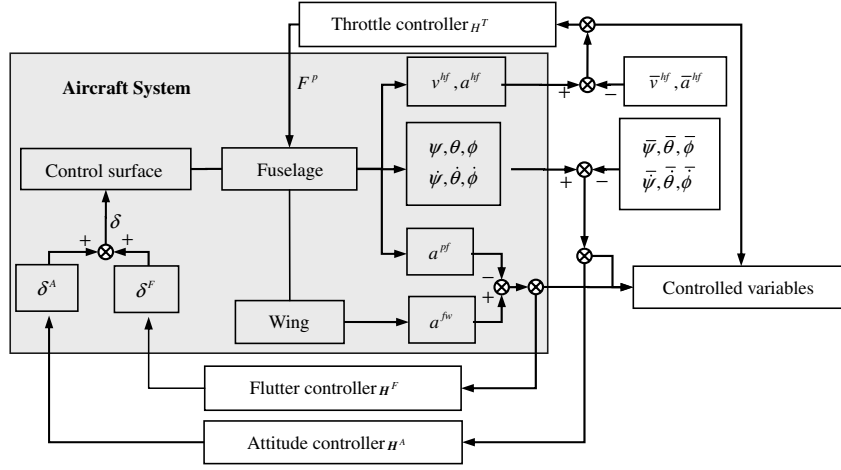 Throttle controller H^T
Aircraft System
F^p
v^{hf}, a^{hf}
+
−
v̅^{hf}, a̅^{hf}
Control surface
Fuselage
ψ, θ, ϕ
ψ̇, θ̇, ϕ̇
+
−
ψ̅, θ̅, ϕ̅
ψ̇̅, θ̇̅, ϕ̇̅
δ
+
+
a^{pf}
−
δ^A
δ^F
+
Controlled variables
Wing
a^{fw}
Flutter controller H^F
Attitude controller H^A